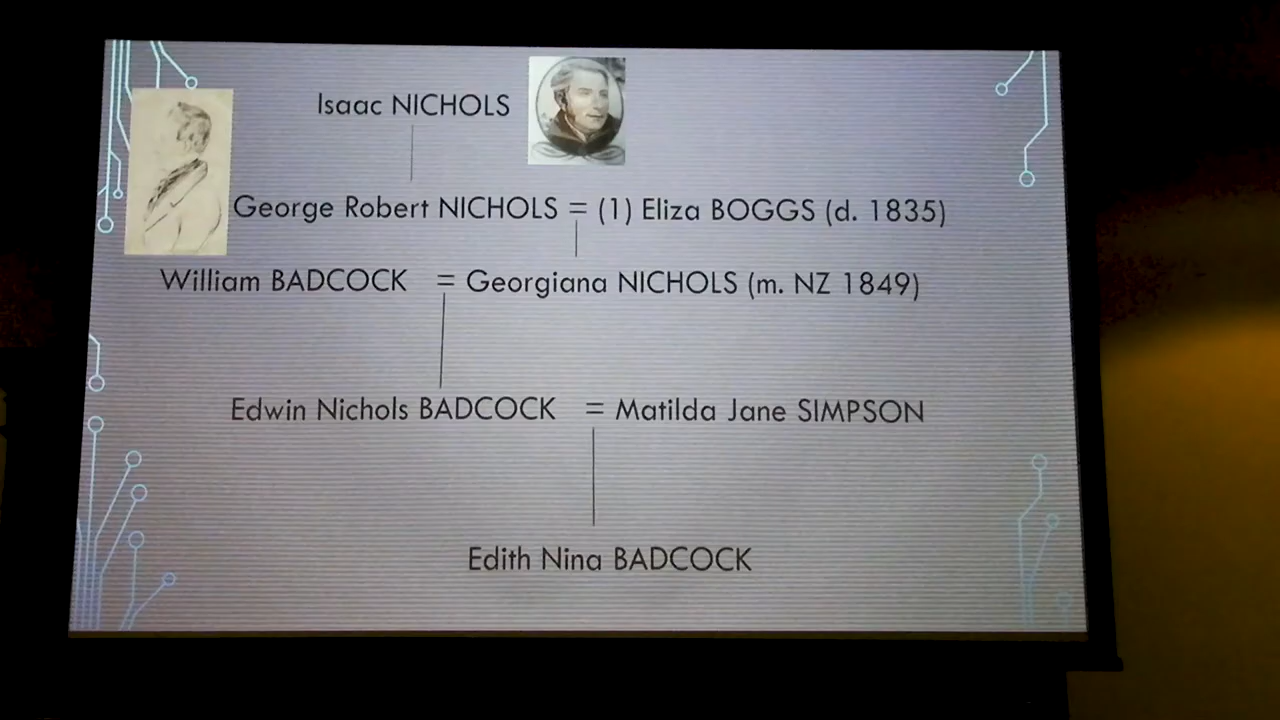 Isaac NICHOLS
George Robert NICHOLS = (1) Eliza BOGGS (d. 1835)
William BADCOCK = Georgiana NICHOLS (m. NZ 1849)
Edwin Nichols BADCOCK = Matilda Jane SIMPSON
Edith Nina BADCOCK